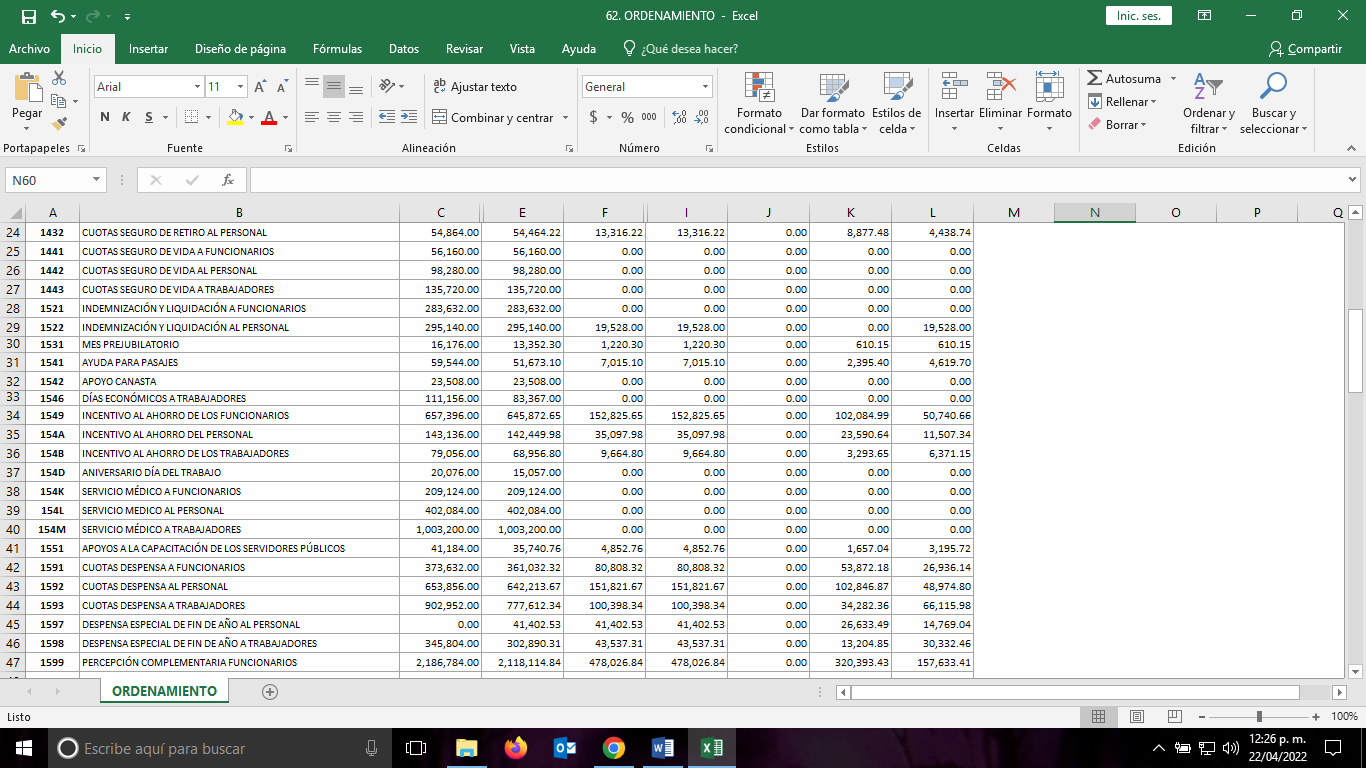 62. ORDENAMIENTO - Excel
Inic. ses.
Archivo Inicio Insertar Diseño de página Fórmulas Datos Revisar Vista Ayuda ¿Qué desea hacer? Compartir
Pegar
Portapapeles
Arial 11
N K S
Fuente
Ajustar texto
Combinar y centrar
Alineación
General
$ % 000
Número
Formato condicional
Dar formato como tabla
Estilos de celda
Estilos
Insertar Eliminar Formato
Celdas
Autosuma
Rellenar
Borrar
Ordenar y filtrar
Buscar y seleccionar
Edición
N60 fx
A B C E F I J K L M N O P Q
24 1432 CUOTAS SEGURO DE RETIRO AL PERSONAL 54,864.00 54,464.22 13,316.22 13,316.22 0.00 8,877.48 4,438.74
25 1441 CUOTAS SEGURO DE VIDA A FUNCIONARIOS 56,160.00 56,160.00 0.00 0.00 0.00 0.00 0.00
26 1442 CUOTAS SEGURO DE VIDA AL PERSONAL 98,280.00 98,280.00 0.00 0.00 0.00 0.00 0.00
27 1443 CUOTAS SEGURO DE VIDA A TRABAJADORES 135,720.00 135,720.00 0.00 0.00 0.00 0.00 0.00
28 1521 INDEMNIZACIÓN Y LIQUIDACIÓN A FUNCIONARIOS 283,632.00 283,632.00 0.00 0.00 0.00 0.00 0.00
29 1522 INDEMNIZACIÓN Y LIQUIDACIÓN AL PERSONAL 295,140.00 295,140.00 19,528.00 19,528.00 0.00 0.00 19,528.00
30 1531 MES PREJUBILATORIO 16,176.00 13,352.30 1,220.30 1,220.30 0.00 610.15 610.15
31 1541 AYUDA PARA PASAJES 59,544.00 51,673.10 7,015.10 7,015.10 0.00 2,395.40 4,619.70
32 1542 APOYO CANASTA 23,508.00 23,508.00 0.00 0.00 0.00 0.00 0.00
33 1546 DÍAS ECONÓMICOS A TRABAJADORES 111,156.00 83,367.00 0.00 0.00 0.00 0.00 0.00
34 1549 INCENTIVO AL AHORRO DE LOS FUNCIONARIOS 657,396.00 645,872.65 152,825.65 152,825.65 0.00 102,084.99 50,740.66
35 154A INCENTIVO AL AHORRO DEL PERSONAL 143,136.00 142,449.98 35,097.98 35,097.98 0.00 23,590.64 11,507.34
36 154B INCENTIVO AL AHORRO DE LOS TRABAJADORES 79,056.00 68,956.80 9,664.80 9,664.80 0.00 3,293.65 6,371.15
37 154D ANIVERSARIO DÍA DEL TRABAJO 20,076.00 15,057.00 0.00 0.00 0.00 0.00 0.00
38 154K SERVICIO MÉDICO A FUNCIONARIOS 209,124.00 209,124.00 0.00 0.00 0.00 0.00 0.00
39 154L SERVICIO MEDICO AL PERSONAL 402,084.00 402,084.00 0.00 0.00 0.00 0.00 0.00
40 154M SERVICIO MÉDICO A TRABAJADORES 1,003,200.00 1,003,200.00 0.00 0.00 0.00 0.00 0.00
41 1551 APOYOS A LA CAPACITACIÓN DE LOS SERVIDORES PÚBLICOS 41,184.00 35,740.76 4,852.76 4,852.76 0.00 1,657.04 3,195.72
42 1591 CUOTAS DESPENSA A FUNCIONARIOS 373,632.00 361,032.32 80,808.32 80,808.32 0.00 53,872.18 26,936.14
43 1592 CUOTAS DESPENSA AL PERSONAL 653,856.00 642,213.67 151,821.67 151,821.67 0.00 102,846.87 48,974.80
44 1593 CUOTAS DESPENSA A TRABAJADORES 902,952.00 777,612.34 100,398.34 100,398.34 0.00 34,282.36 66,115.98
45 1597 DESPENSA ESPECIAL DE FIN DE AÑO AL PERSONAL 0.00 41,402.53 41,402.53 41,402.53 0.00 26,633.49 14,769.04
46 1598 DESPENSA ESPECIAL DE FIN DE AÑO A TRABAJADORES 345,804.00 302,890.31 43,537.31 43,537.31 0.00 13,204.85 30,332.46
47 1599 PERCEPCIÓN COMPLEMENTARIA FUNCIONARIOS 2,186,784.00 2,118,114.84 478,026.84 478,026.84 0.00 320,393.43 157,633.41
ORDENAMIENTO
Listo 100%
Escribe aquí para buscar
12:26 p. m.
22/04/2022